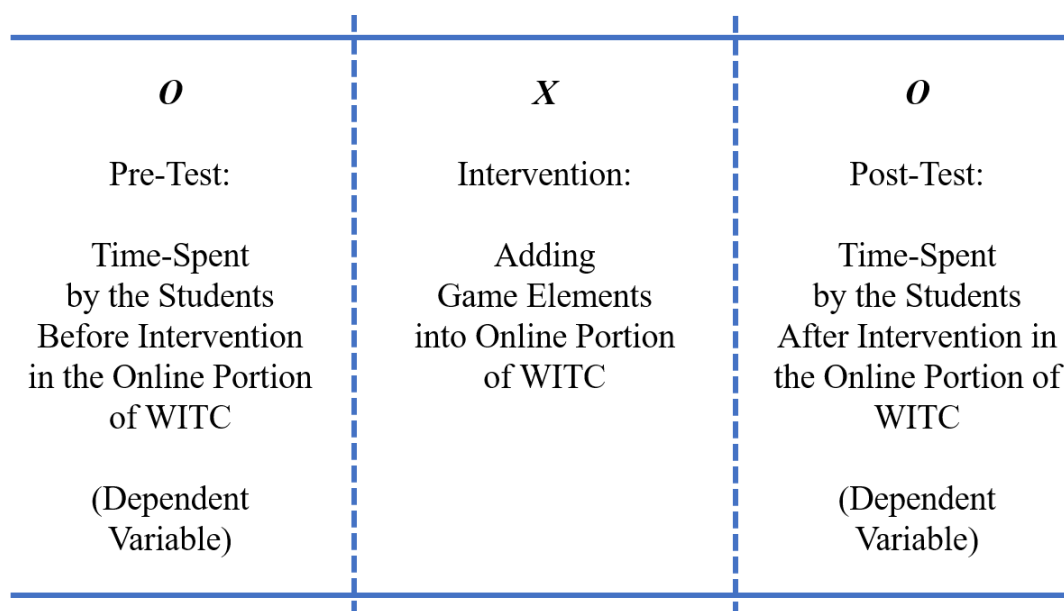 O
Pre-Test:
Time-Spent
by the Students
Before Intervention
in the Online Portion
of WITC
(Dependent
Variable)
X
Intervention:
Adding
Game Elements
into Online Portion
of WITC
O
Post-Test:
Time-Spent
by the Students
After Intervention in
the Online Portion of
WITC
(Dependent
Variable)